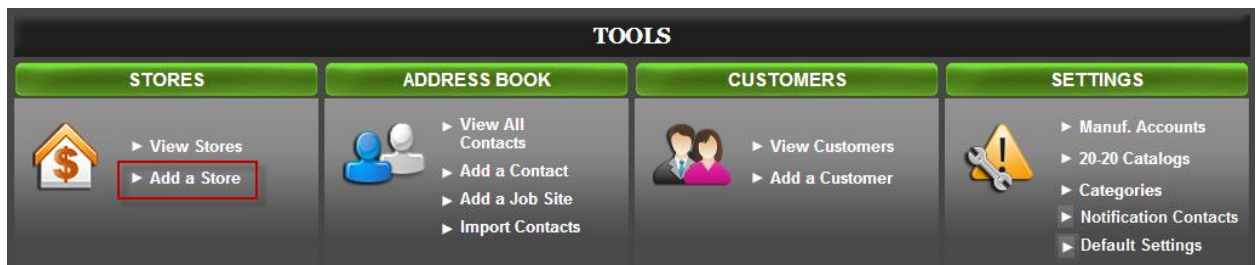 TOOLS
STORES
View Stores
Add a Store
ADDRESS BOOK
View All
Contacts
Add a Contact
Add a Job Site
Import Contacts
CUSTOMERS
View Customers
Add a Customer
SETTINGS
Manuf. Accounts
20-20 Catalogs
Categories
Notification Contacts
Default Settings
$